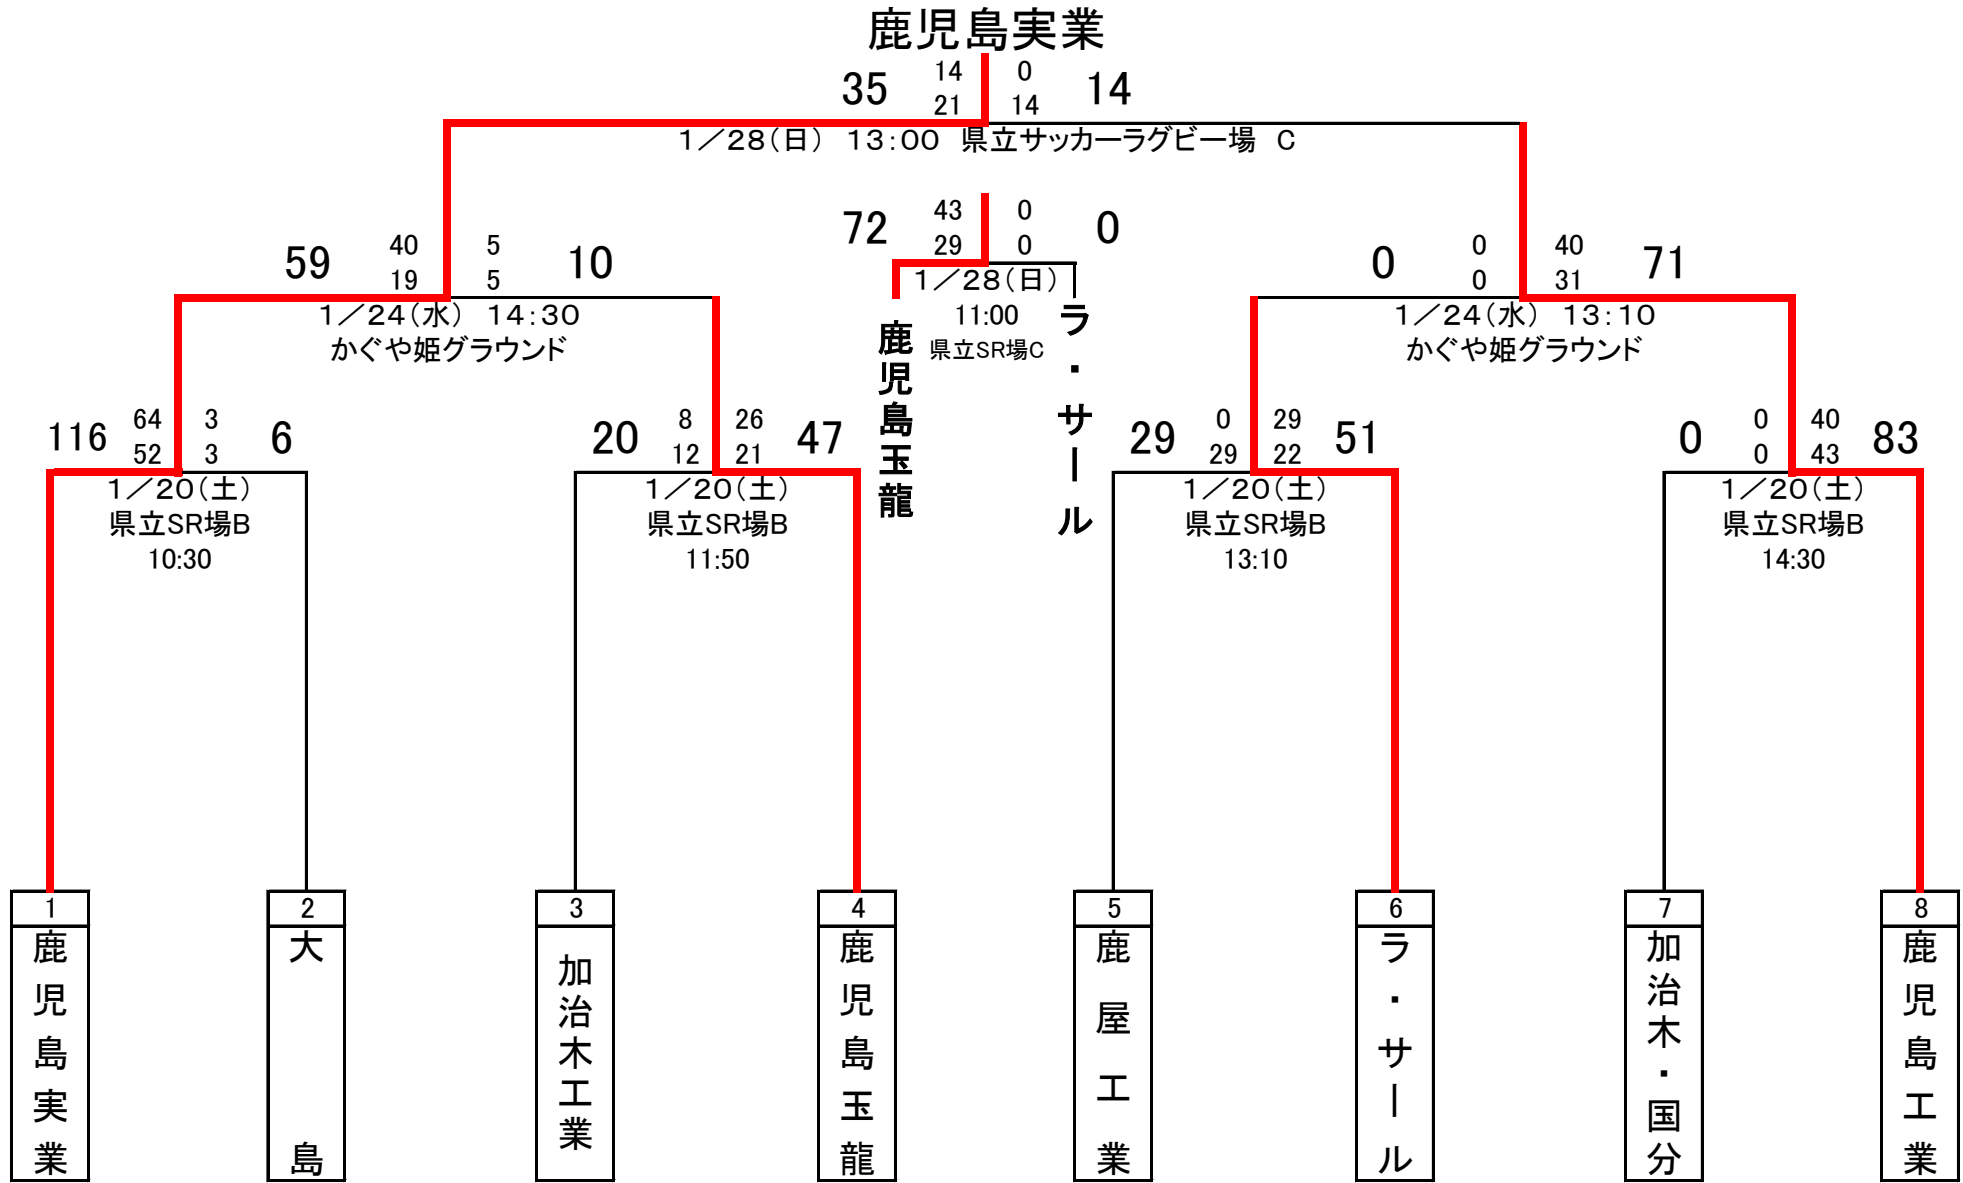 鹿児島実業
35 14 0 14
21 14
1／28（日） 13：00 県立サッカーラグビー場 C
72 43 0 0
29 0
1／28（日）
11:00
県立SR場C
鹿児島玉龍
ラ・サール
59 40 5 10
19 5
1／24（水） 14：30
かぐや姫グラウンド
0 0 40 71
0 31
1／24（水） 13：10
かぐや姫グラウンド
116 64 3 6
52 3
1／20（土）
県立SR場B
10:30
20 8 26 47
12 21
1／20（土）
県立SR場B
11:50
29 0 29 51
29 22
1／20（土）
県立SR場B
13:10
0 0 40 83
0 43
1／20（土）
県立SR場B
14:30
1
鹿児島実業
2
大島
3
加治木工業
4
鹿児島玉龍
5
鹿屋工業
6
ラ・サール
7
加治木・国分
8
鹿児島工業